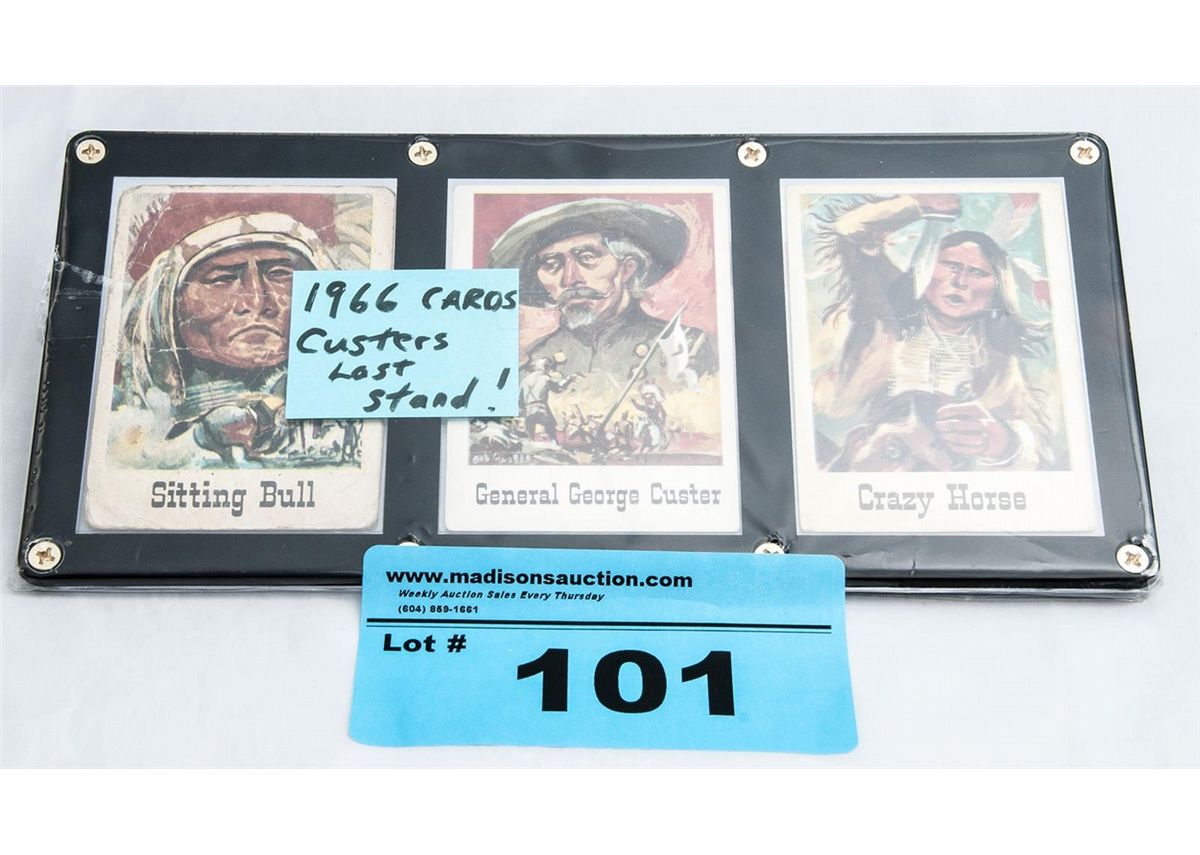 1966 CARDS
Custers
Last
stand!
Sitting Bull
General George Custer
Crazy Horse
www.madisonsauction.com
Weekly Auction Sales Every Thursday
(604) 859-1661
Lot #
101